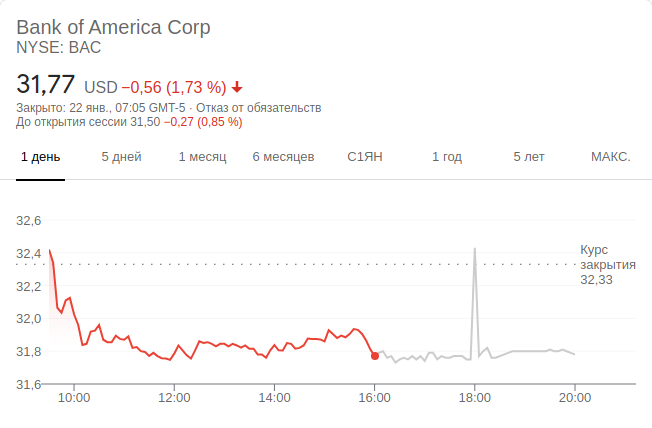 Bank of America Corp
NYSE: BAC
31,77 USD −0,56 (1,73 %)
Закрыто: 22 янв., 07:05 GMT-5 · Отказ от обязательств
До открытия сессии 31,50 −0,27 (0,85 %)
1 день 5 дней 1 месяц 6 месяцев С1ЯН 1 год 5 лет МАКС.
32,6
32,4
32,2
32,0
31,8
31,6
Курс
закрытия
32,33
10:00 12:00 14:00 16:00 18:00 20:00